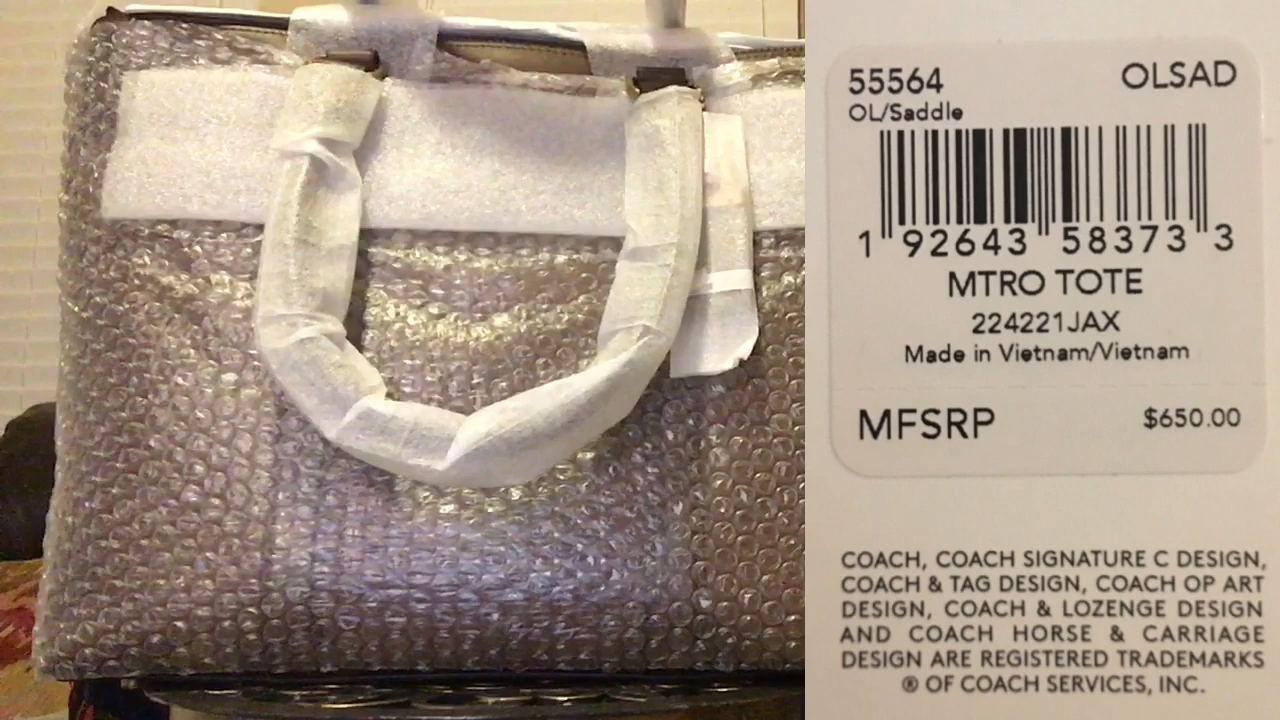 55564 OLSAD
OL/Saddle
1 92643 58373 3
MTRO TOTE
224221JAX
Made in Vietnam/Vietnam
MFSRP $650.00
COACH, COACH SIGNATURE C DESIGN,
COACH & TAG DESIGN, COACH OP ART
DESIGN, COACH & LOZENGE DESIGN
AND COACH HORSE & CARRIAGE
DESIGN ARE REGISTERED TRADEMARKS
® OF COACH SERVICES, INC.